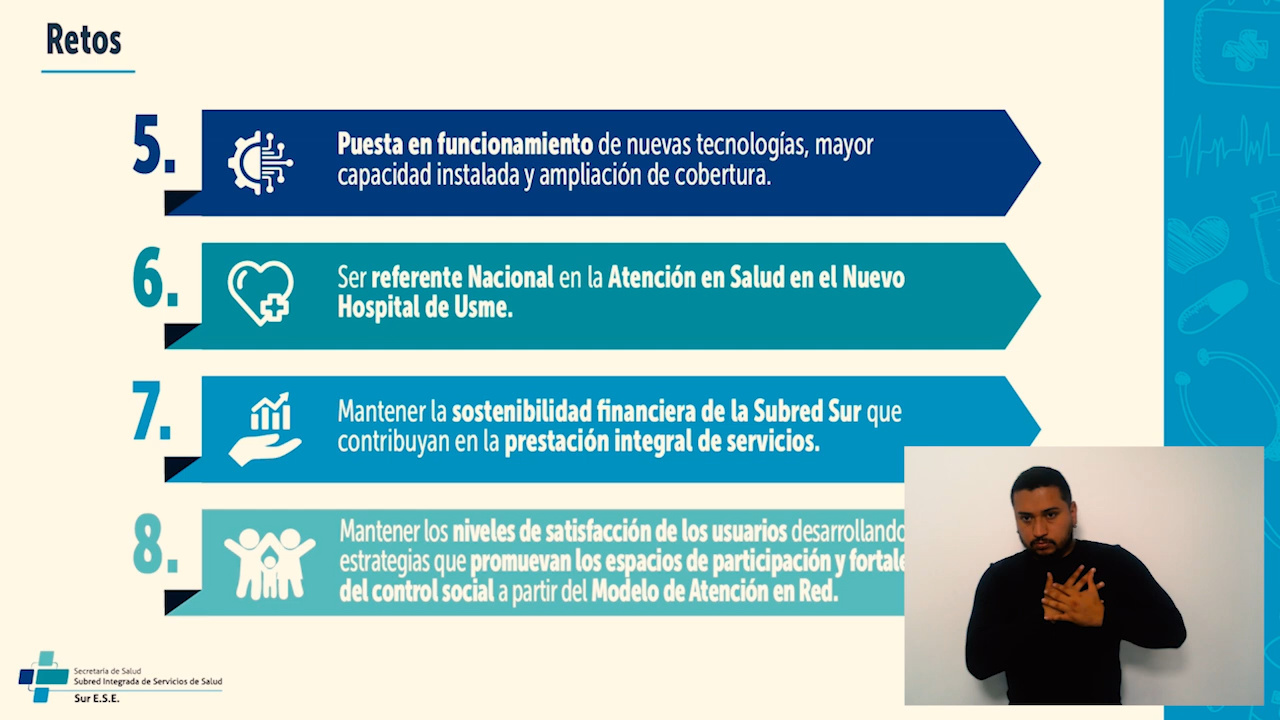 Retos
5.
Puesta en funcionamiento de nuevas tecnologías, mayor
capacidad instalada y ampliación de cobertura.
6.
Ser referente Nacional en la Atención en Salud en el Nuevo
Hospital de Usme.
7.
Mantener la sostenibilidad financiera de la Subred Sur que
contribuyan en la prestación integral de servicios.
8.
Mantener los niveles de satisfacción de los usuarios desarrollando
estrategias que promuevan los espacios de participación y
del control social a partir del Modelo de Atención en Red.
Secretaría de Salud
Subred Integrada de Servicios de Salud
Sur E.S.E.